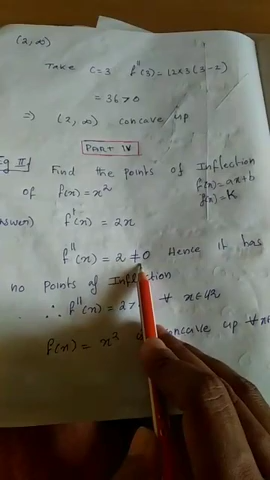 (2, ∞)
Take C=3 f''(3) = 12×3(3-2)
= 36 > 0
⇒ (2, ∞) concave up
PART IV
Eg II Find the points of Inflection
of f(x) = x²
f(x) = ax+b
f(x) = K
Answer) f'(x) = 2x
f''(x) = 2 ≠ 0 Hence it has
no points of Inflection
∴ f''(x) = 2 > ∀ x ∈
f(x) = x² concave up ∀